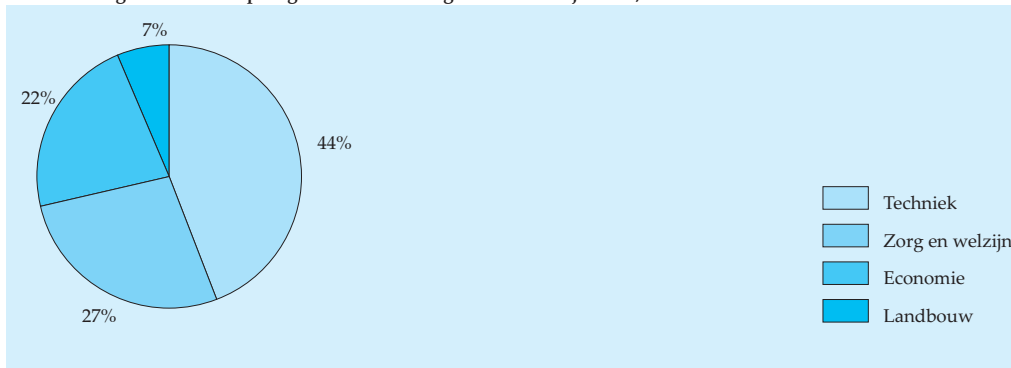 7%
22%
44%
27%
Techniek
Zorg en welzijn
Economie
Landbouw